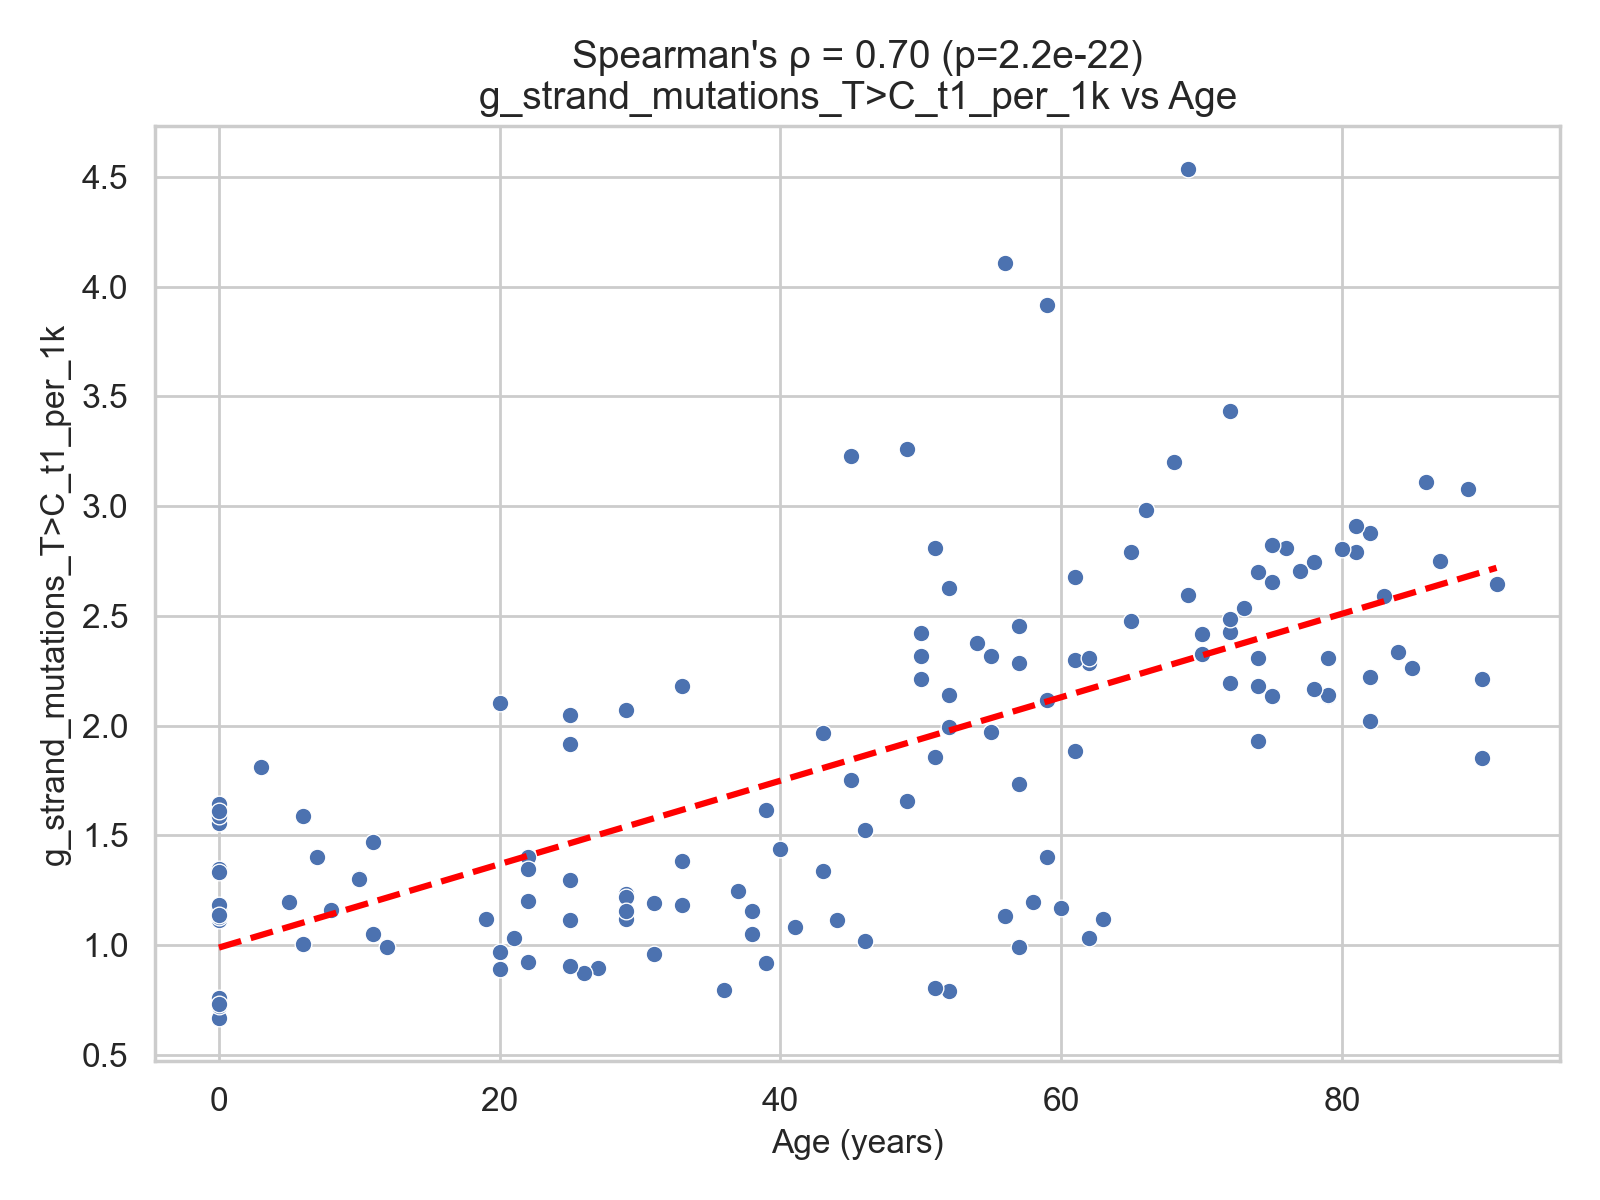 Spearman's ρ = 0.70 (p=2.2e-22)
g_strand_mutations_T>C_t1_per_1k vs Age
g_strand_mutations_T>C_t1_per_1k
4.5
4.0
3.5
3.0
2.5
2.0
1.5
1.0
0.5
0 20 40 60 80
Age (years)